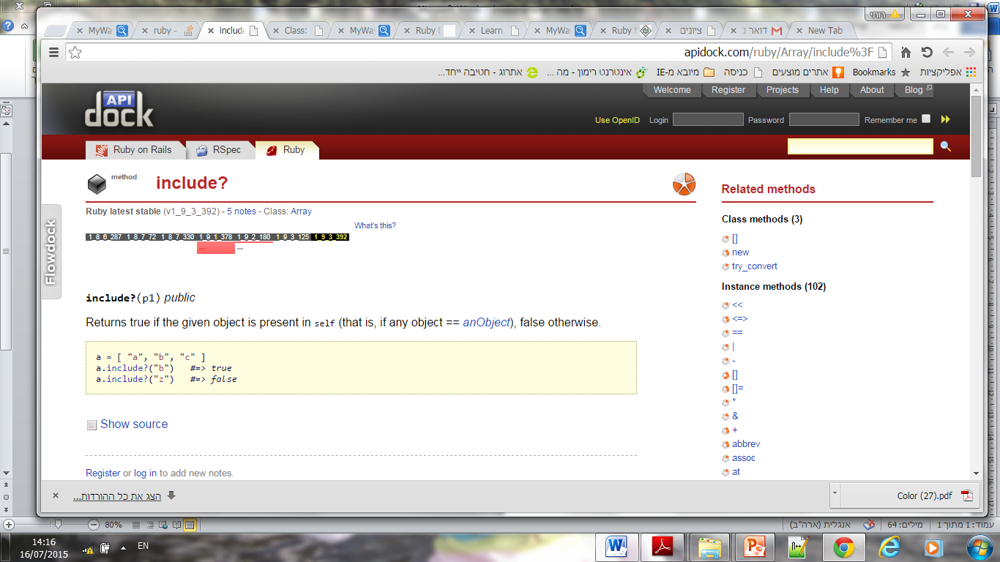 רותי
MyWa
ruby -
includ
Class:
MyWa
Ruby E
Learn
MyWa
Ruby
ציונים
דואר נ
New Tab
apidock.com/ruby/Array/include%3F
אפליקציות
Bookmarks
אתרים מוצעים
מיובא מ-IE
כניסה
אינטרנט רימון - מה ...
אתרוג - חטיבה ייחד...
API
dock
Welcome
Register
Projects
Help
About
Blog
Use OpenID Login Password Remember me
Ruby on Rails
RSpec
Ruby
method
include?
Ruby latest stable (v1_9_3_392) - 5 notes - Class: Array
What's this?
1_8_6_287 1_8_7_72 1_8_7_330 1_9_1_378 1_9_2_180 1_9_3_125 1_9_3_392
Flowdock
include?(p1) public
Returns true if the given object is present in self (that is, if any object == anObject), false otherwise.
a = [ "a", "b", "c" ]
a.include?("b") #=> true
a.include?("z") #=> false
Show source
Register or log in to add new notes.
Related methods
Class methods (3)
[]
new
try_convert
Instance methods (102)
<<
<=>
==
|
-
[]
[]=
*
&
+
abbrev
assoc
at
הצג את כל ההורדות...
Color (27).pdf
80%
עמוד: 1 מתוך 1
מילים: 64
אנגלית (ארה"ב)
14:16
16/07/2015
EN